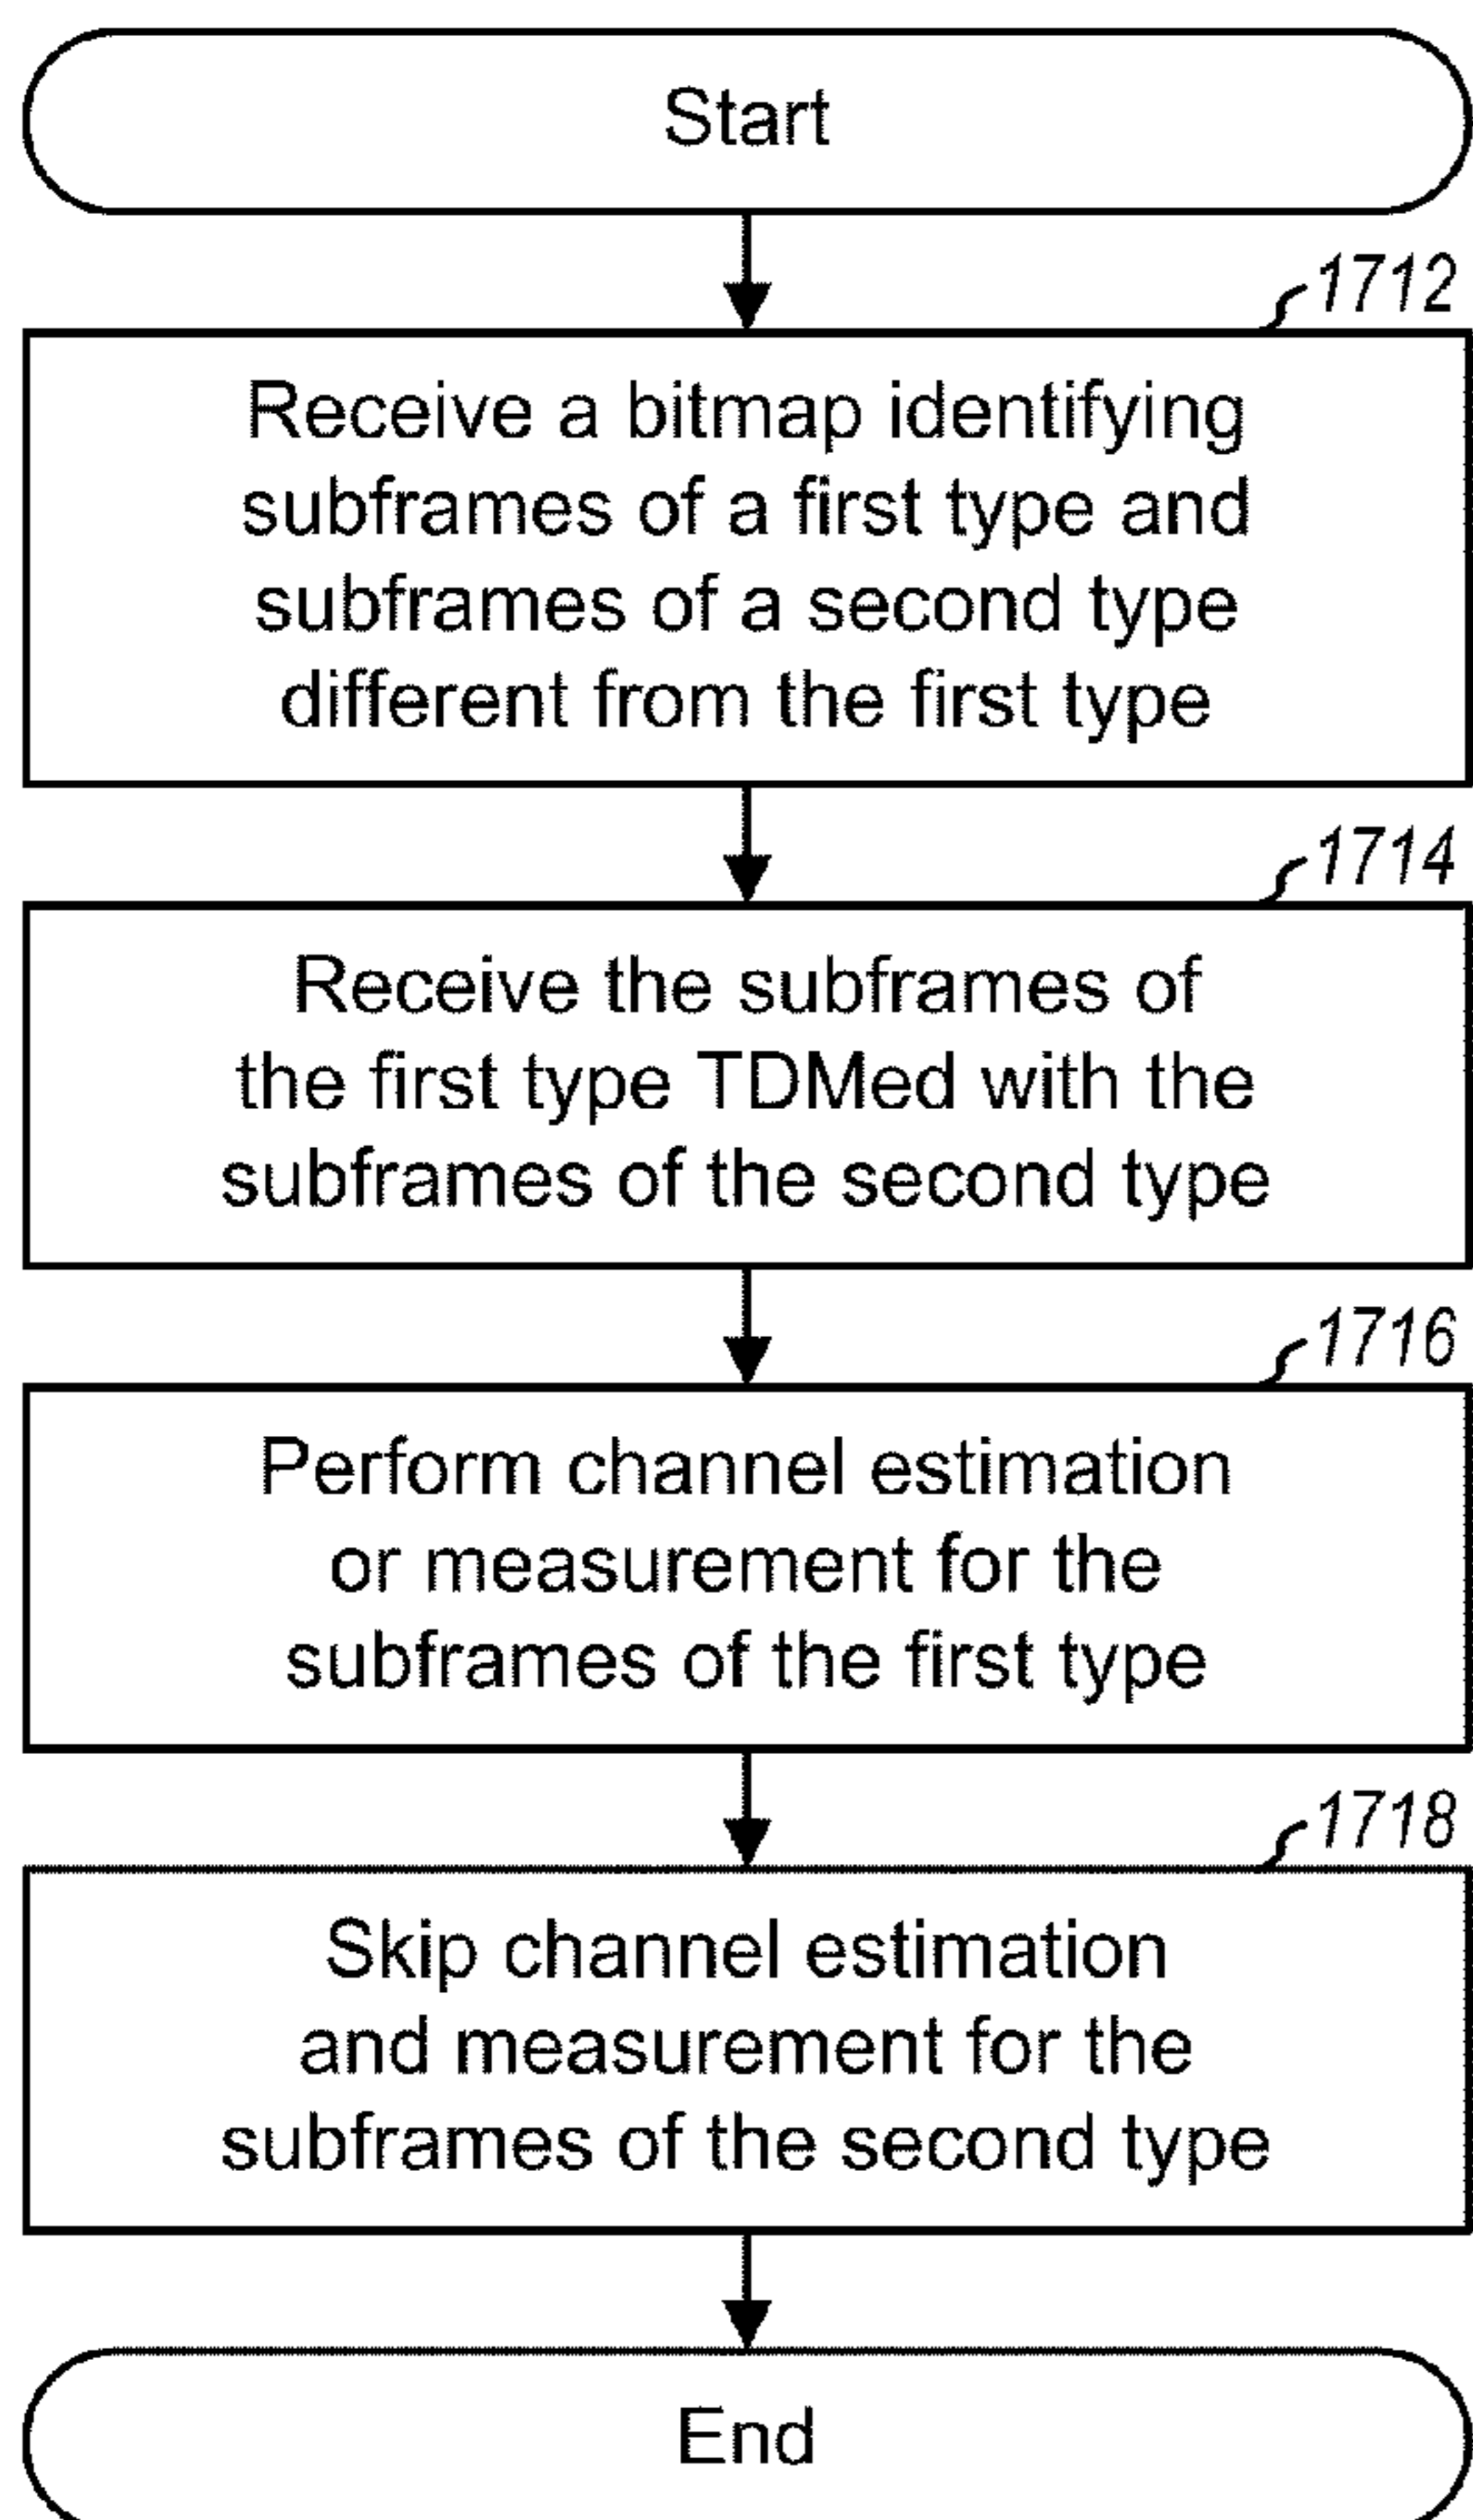 Start
1712
Receive a bitmap identifying
subframes of a first type and
subframes of a second type
different from the first type
1714
Receive the subframes of
the first type TDMed with the
subframes of the second type
1716
Perform channel estimation
or measurement for the
subframes of the first type
1718
Skip channel estimation
and measurement for the
subframes of the second type
End